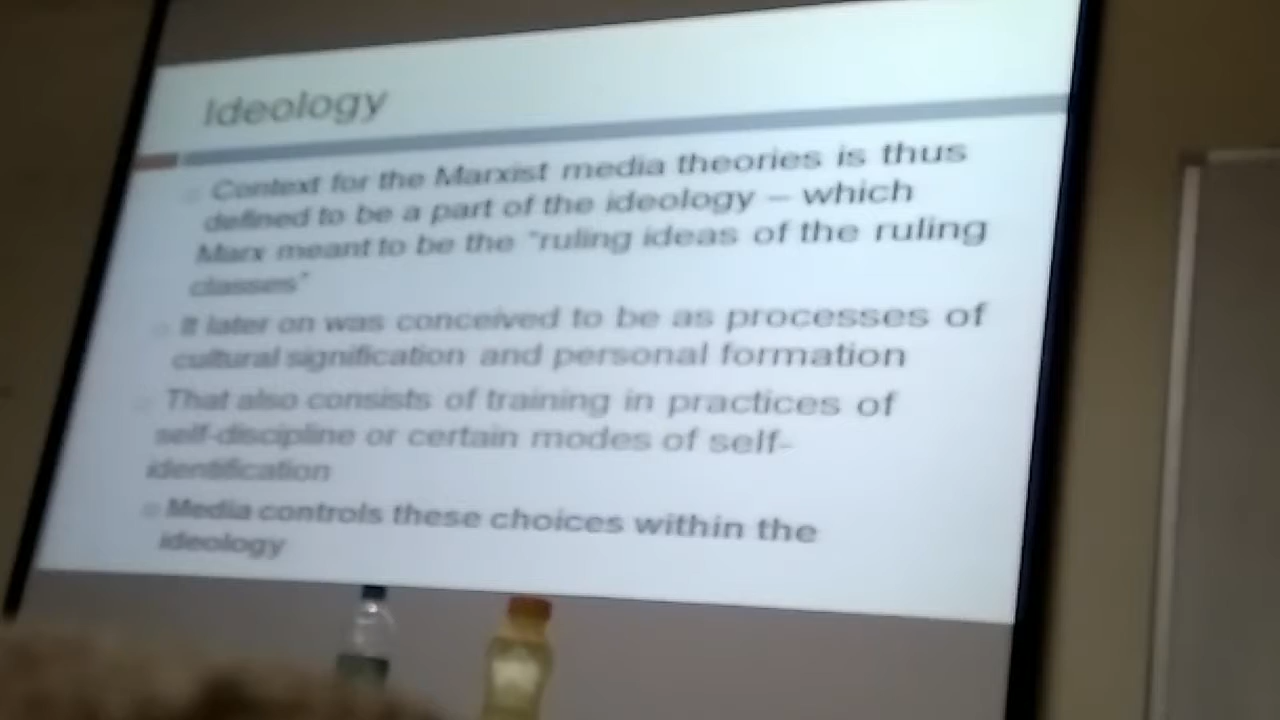 Ideology
Context for the Marxist media theories is thus
defined to be a part of the ideology – which
Marx meant to be the "ruling ideas of the ruling
classes"
It later on was conceived to be as processes of
cultural signification and personal formation
That also consists of training in practices of
self-discipline or certain modes of self-
identification
Media controls these choices within the
ideology